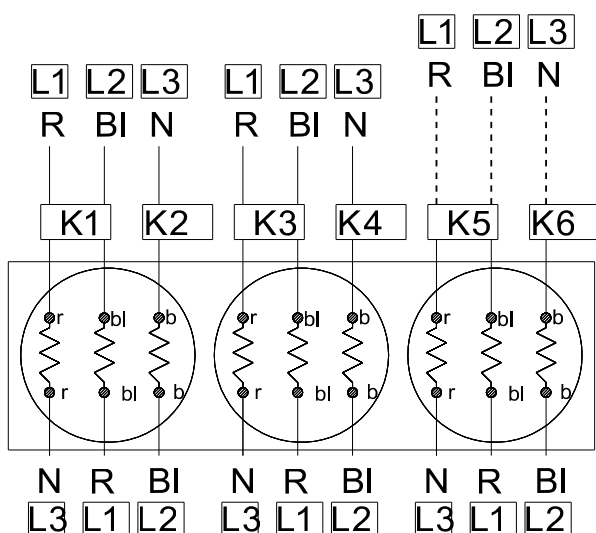 L1 L2 L3
R Bl N
L1 L2 L3 L1 L2 L3
R Bl N R Bl N
K1 K2 K3 K4 K5 K6
r bl b r bl b r bl b
r bl b r bl b r bl b
N R Bl N R Bl N R Bl
L3 L1 L2 L3 L1 L2 L3 L1 L2